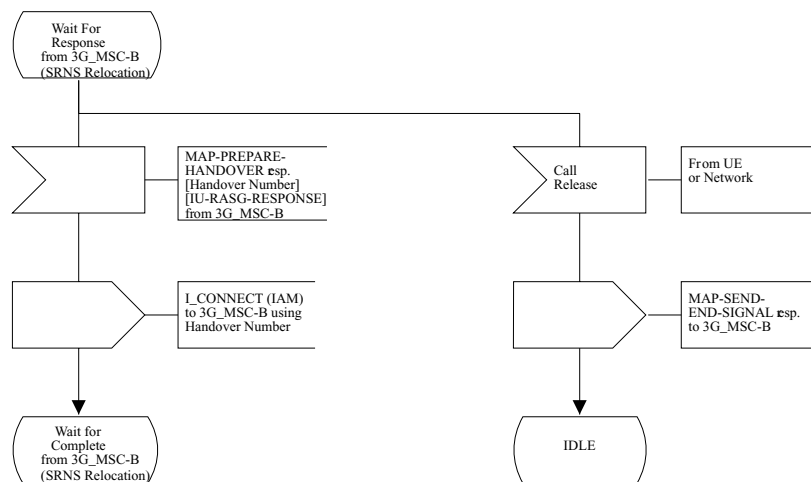 Wait For
Response
from 3G_MSC-B
(SRNS Relocation)
MAP-PREPARE-
HANDOVER resp.
[Handover Number]
[IU-RASG-RESPONSE]
from 3G_MSC-B
Call
Release
From UE
or Network
I_CONNECT (IAM)
to 3G_MSC-B using
Handover Number
MAP-SEND-
END-SIGNAL resp.
to 3G_MSC-B
Wait for
Complete
from 3G_MSC-B
(SRNS Relocation)
IDLE